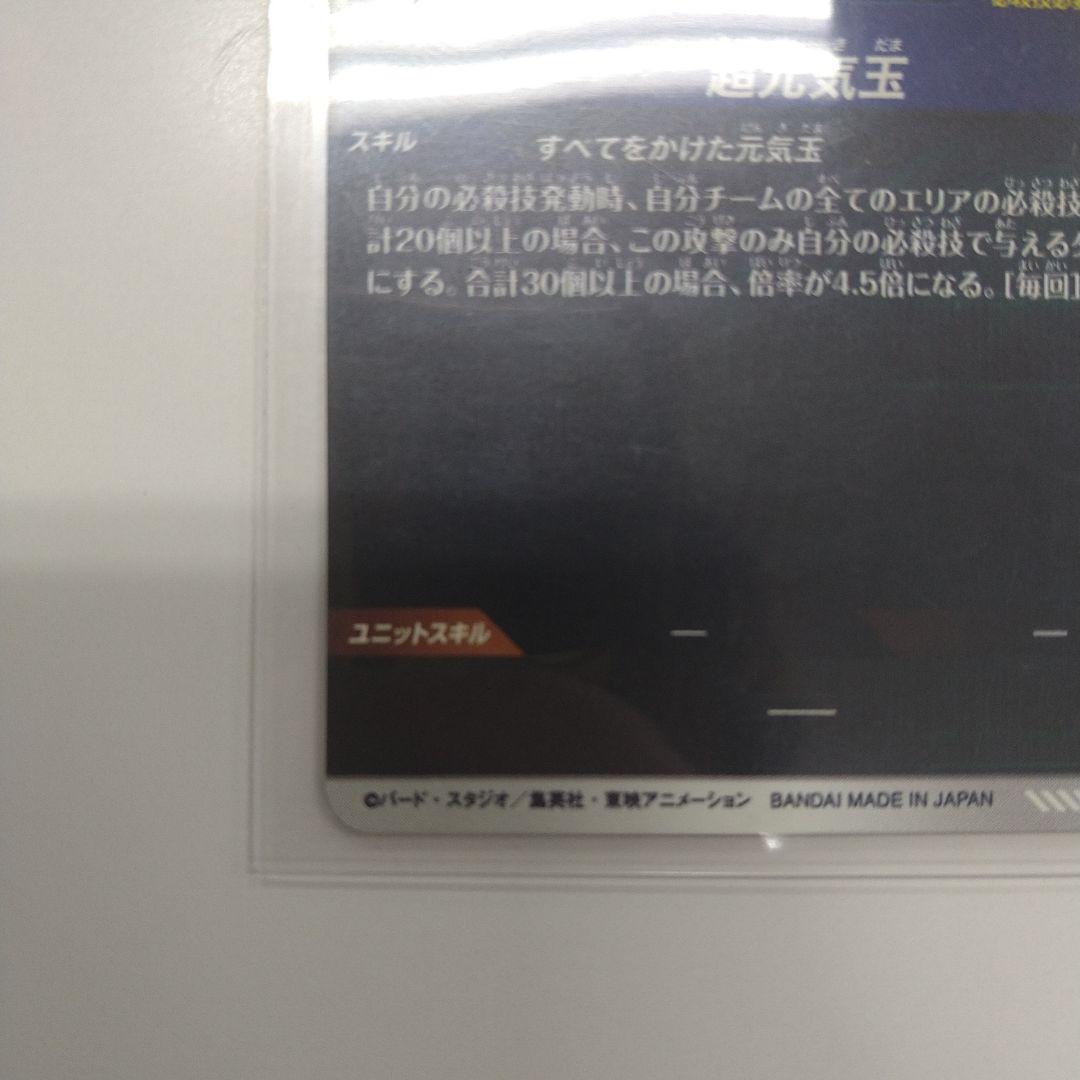 超元気玉
スキル すべてをかけた元気玉
自分の必殺技発動時、自分チームの全てのエリアの必殺技
計20個以上の場合、この攻撃のみ自分の必殺技で与える
にする。合計30個以上の場合、倍率が4.5倍になる。[毎回]
ユニットスキル — —
—
©バード・スタジオ／集英社・東映アニメーション BANDAI MADE IN JAPAN